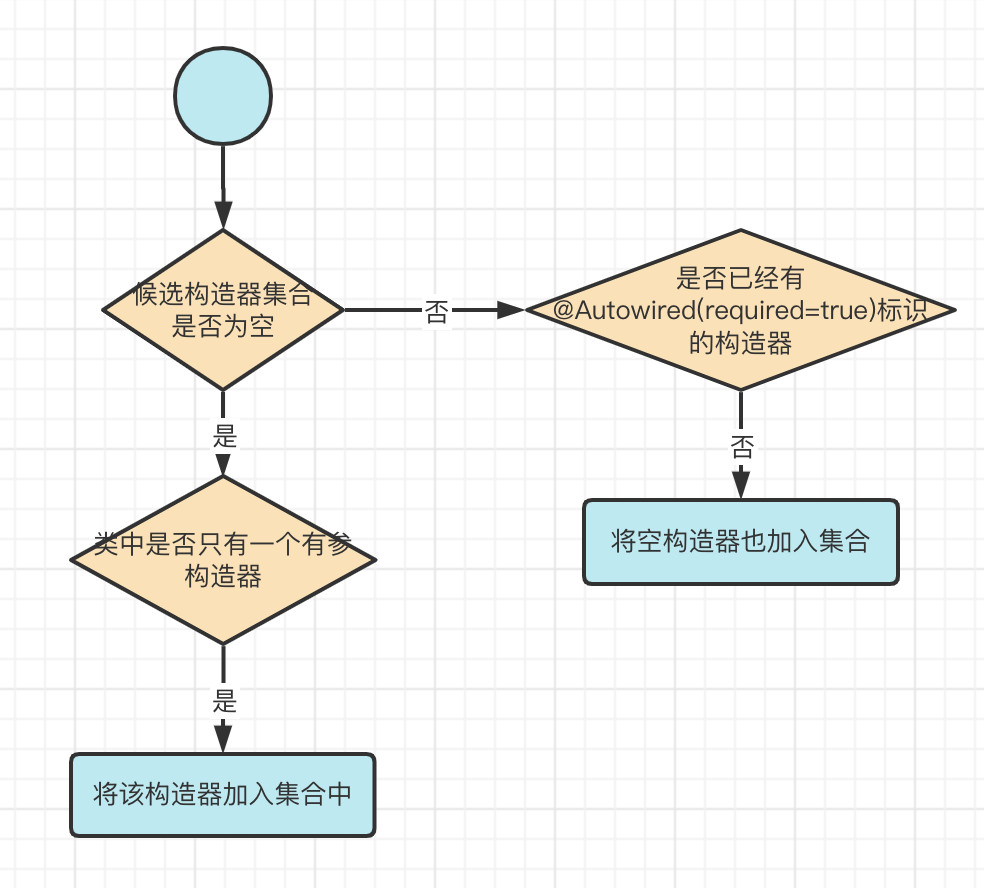 候选构造器集合
是否为空
否
是否已经有
@Autowired(required=true)标识
的构造器
是
否
类中是否只有一个有参
构造器
将空构造器也加入集合
是
将该构造器加入集合中